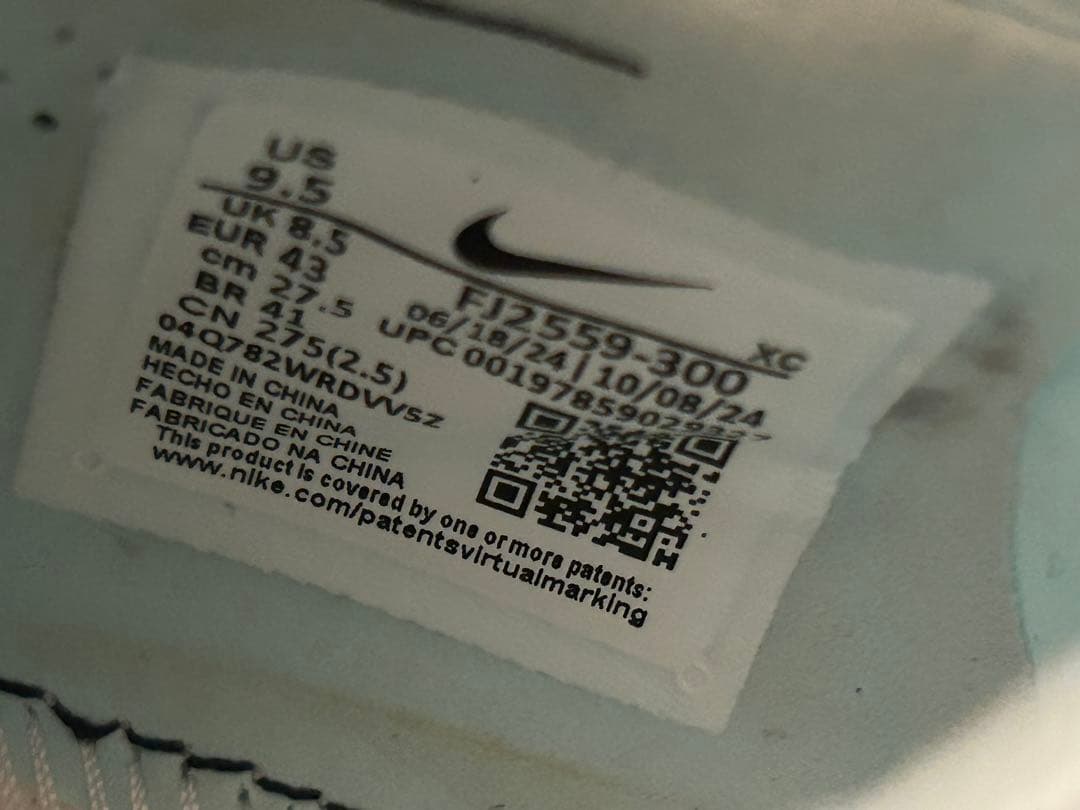 US
9.5
UK 8.5
EUR 43
cm 27.5
BR 41
CN 275(2.5)
04Q782WRDVVSZ
MADE IN CHINA
HECHO EN CHINA
FABRIQUE EN CHINE
FABRICADO NA CHINA
This product is covered by one or more patents:
www.nike.com/patentsvirtualmarking
FJ2559-300 XC
06/18/24 | 10/08/24
UPC